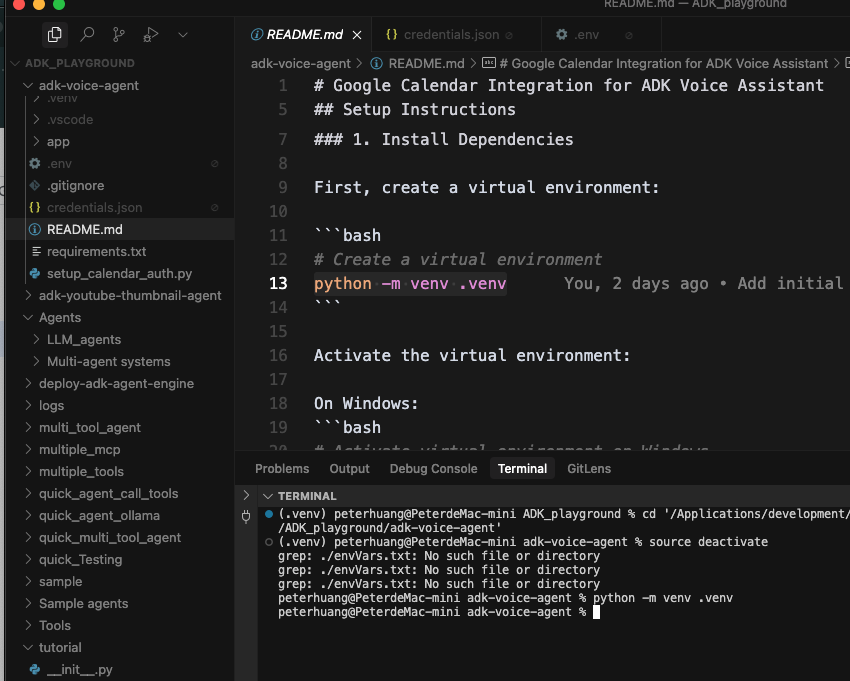 README.md — ADK_playground
README.md
{} credentials.json
.env
ADK_PLAYGROUND
adk-voice-agent
.venv
.vscode
app
.env
.gitignore
{} credentials.json
README.md
requirements.txt
setup_calendar_auth.py
adk-youtube-thumbnail-agent
Agents
LLM_agents
Multi-agent systems
deploy-adk-agent-engine
logs
multi_tool_agent
multiple_mcp
multiple_tools
quick_agent_call_tools
quick_agent_ollama
quick_multi_tool_agent
quick_Testing
sample
Sample agents
Tools
tutorial
__init__.py
adk-voice-agent > README.md > # Google Calendar Integration for ADK Voice Assistant >
1 # Google Calendar Integration for ADK Voice Assistant
5 ## Setup Instructions
7 ### 1. Install Dependencies
8
9 First, create a virtual environment:
10
11 ```bash
12 # Create a virtual environment
13 python -m venv .venv You, 2 days ago • Add initial
14 ```
15
16 Activate the virtual environment:
17
18 On Windows:
19 ```bash
20 # Activate virtual environment on Windows
Problems Output Debug Console Terminal GitLens
TERMINAL
(.venv) peterhuang@PeterdeMac-mini ADK_playground % cd '/Applications/development/
/ADK_playground/adk-voice-agent'
(.venv) peterhuang@PeterdeMac-mini adk-voice-agent % source deactivate
grep: ./envVars.txt: No such file or directory
grep: ./envVars.txt: No such file or directory
grep: ./envVars.txt: No such file or directory
peterhuang@PeterdeMac-mini adk-voice-agent % python -m venv .venv
peterhuang@PeterdeMac-mini adk-voice-agent %